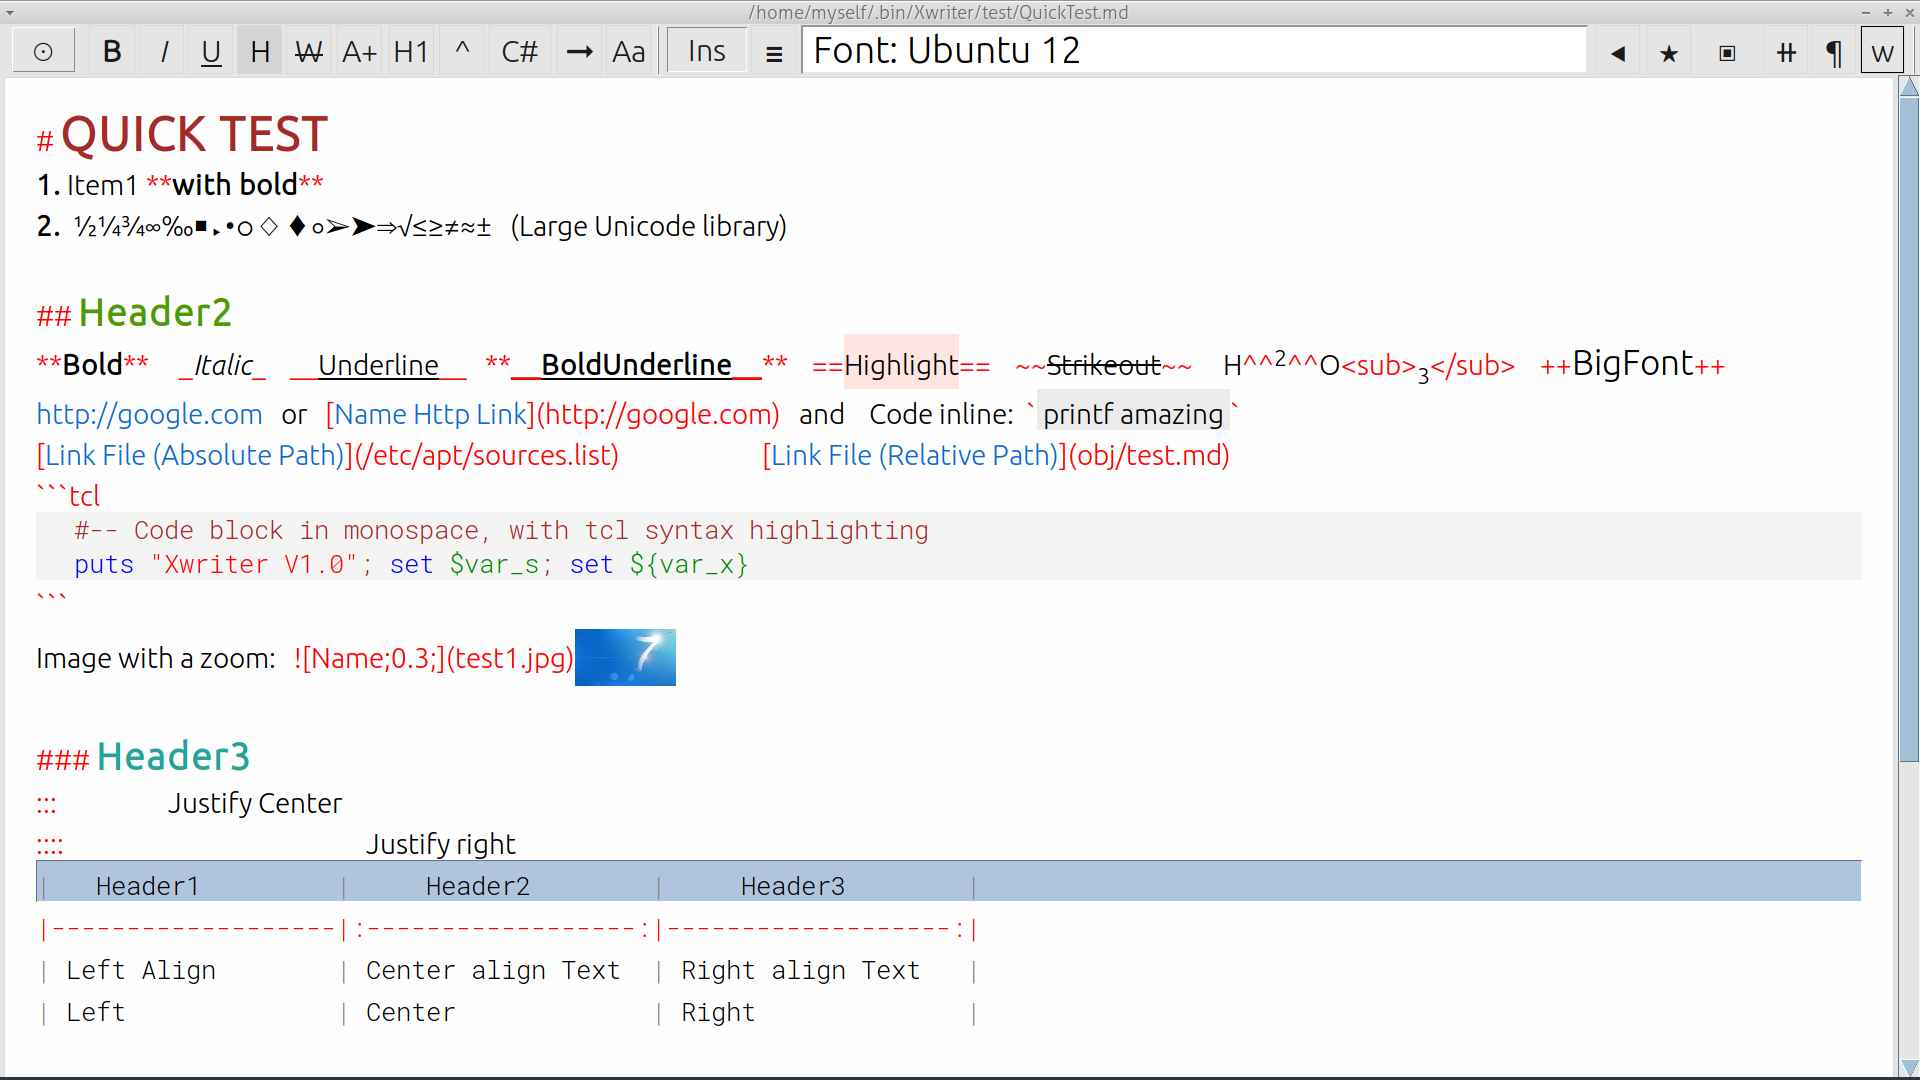 /home/myself/.bin/Xwriter/test/QuickTest.md
⊙ B I U H W A+ H1 ^ C# → Aa Ins ≡ Font: Ubuntu 12 ◀ ★ ▣ ⧺ ¶ W
# QUICK TEST
1. Item1 **with bold**
2. ½¼¾∞‰■▸•○◇♦∘➢➤⇒√≤≥≠≈± (Large Unicode library)
## Header2
**Bold** _Italic_ __Underline__ **__BoldUnderline__** ==Highlight== ~~Strikeout~~ H^^2^^O<sub>3</sub> ++BigFont++
http://google.com or [Name Http Link](http://google.com) and Code inline: ` printf amazing `
[Link File (Absolute Path)](/etc/apt/sources.list) [Link File (Relative Path)](obj/test.md)
```tcl
#-- Code block in monospace, with tcl syntax highlighting
puts "Xwriter V1.0"; set $var_s; set ${var_x}
```
Image with a zoom: ![Name;0.3;](test1.jpg) 7
### Header3
::: Justify Center
:::: Justify right
| Header1 | Header2 | Header3 |
|-------------------|:------------------:|-------------------:|
| Left Align | Center align Text | Right align Text |
| Left | Center | Right |